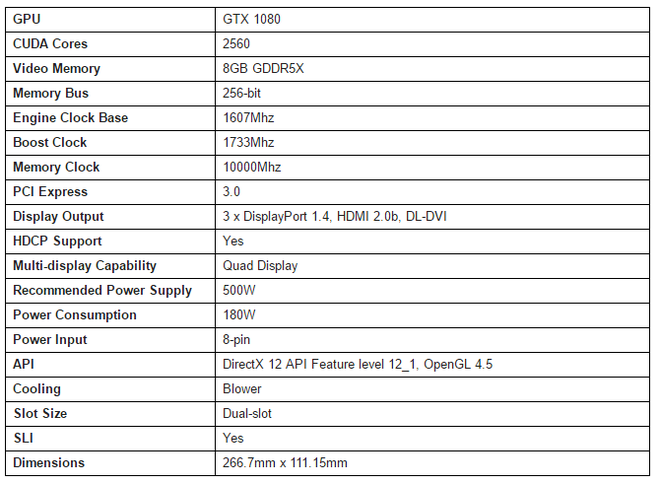 GPU GTX 1080
CUDA Cores 2560
Video Memory 8GB GDDR5X
Memory Bus 256-bit
Engine Clock Base 1607Mhz
Boost Clock 1733Mhz
Memory Clock 10000Mhz
PCI Express 3.0
Display Output 3 x DisplayPort 1.4, HDMI 2.0b, DL-DVI
HDCP Support Yes
Multi-display Capability Quad Display
Recommended Power Supply 500W
Power Consumption 180W
Power Input 8-pin
API DirectX 12 API Feature level 12_1, OpenGL 4.5
Cooling Blower
Slot Size Dual-slot
SLI Yes
Dimensions 266.7mm x 111.15mm